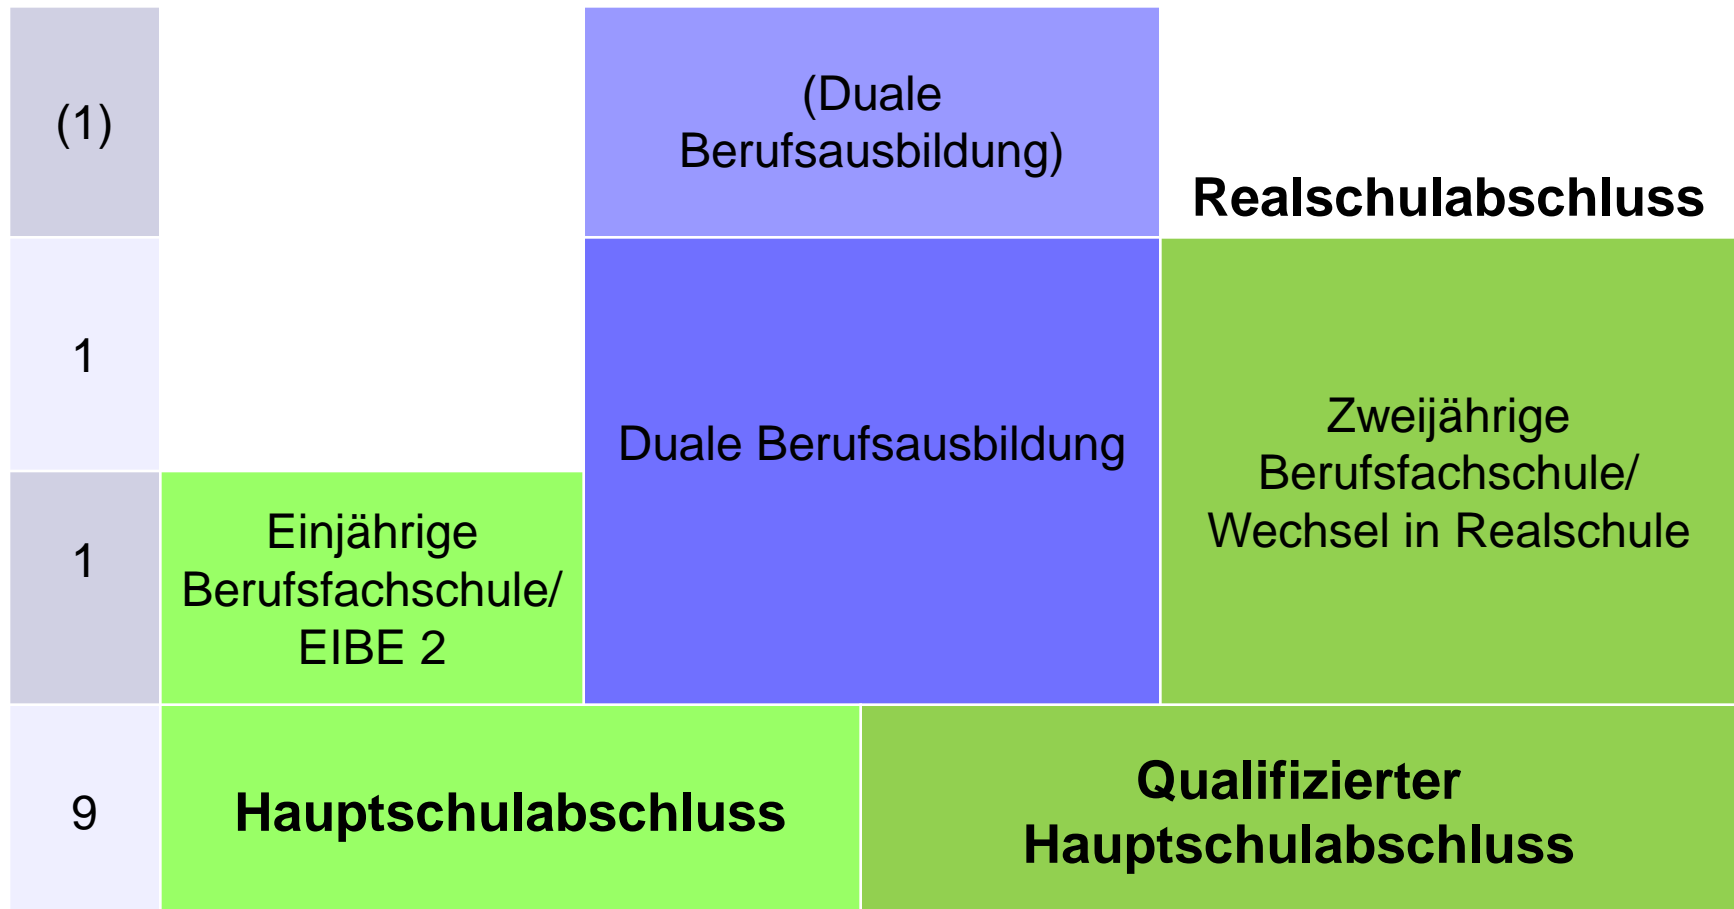 (1)
(Duale
Berufsausbildung)
Realschulabschluss
1
Duale Berufsausbildung
Zweijährige
Berufsfachschule/
Wechsel in Realschule
1
Einjährige
Berufsfachschule/
EIBE 2
9
Hauptschulabschluss
Qualifizierter
Hauptschulabschluss